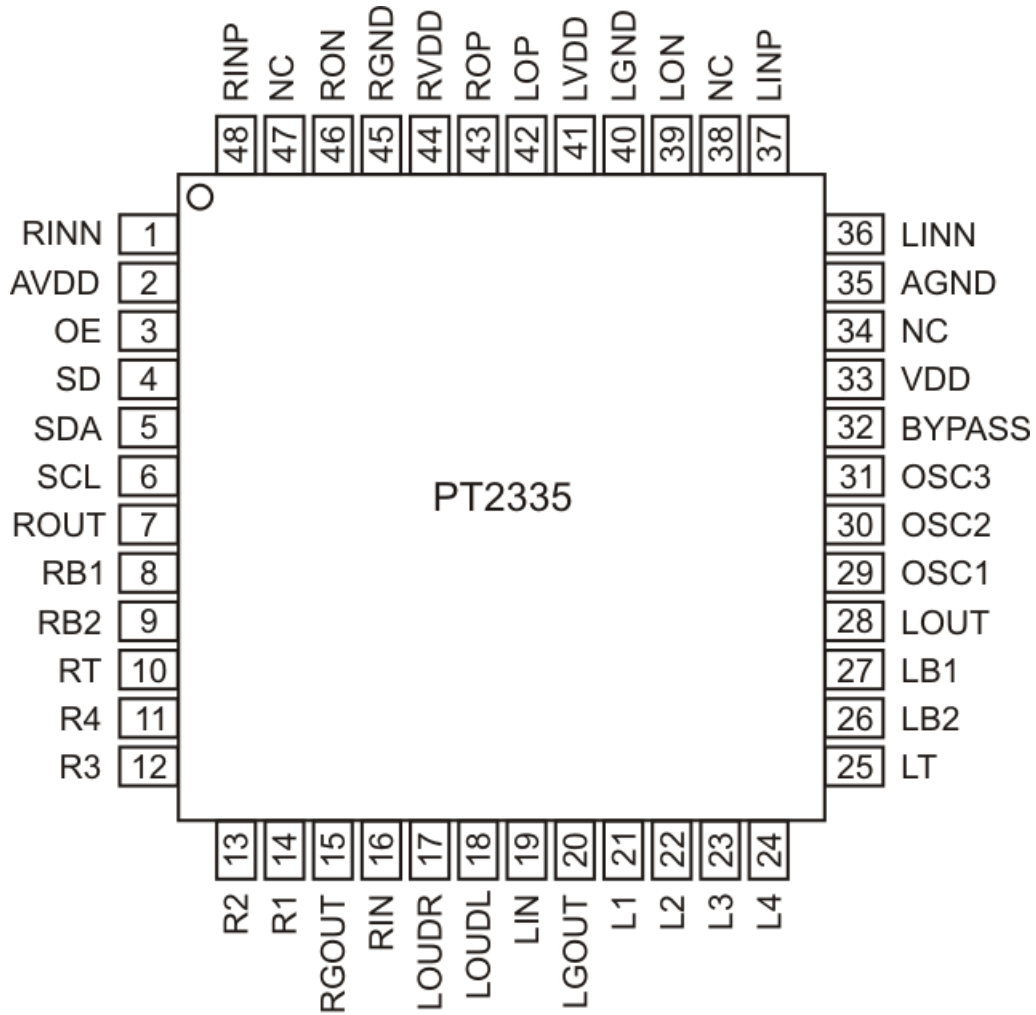 RINP NC RON RGND RVDD ROP LOP LVDD LGND LON NC LINP
48 47 46 45 44 43 42 41 40 39 38 37
RINN 1 36 LINN
AVDD 2 35 AGND
OE 3 34 NC
SD 4 33 VDD
SDA 5 32 BYPASS
SCL 6 31 OSC3
PT2335
ROUT 7 30 OSC2
RB1 8 29 OSC1
RB2 9 28 LOUT
RT 10 27 LB1
R4 11 26 LB2
R3 12 25 LT
13 14 15 16 17 18 19 20 21 22 23 24
R2 R1 RGOUT RIN LOUDR LOUDL LIN LGOUT L1 L2 L3 L4